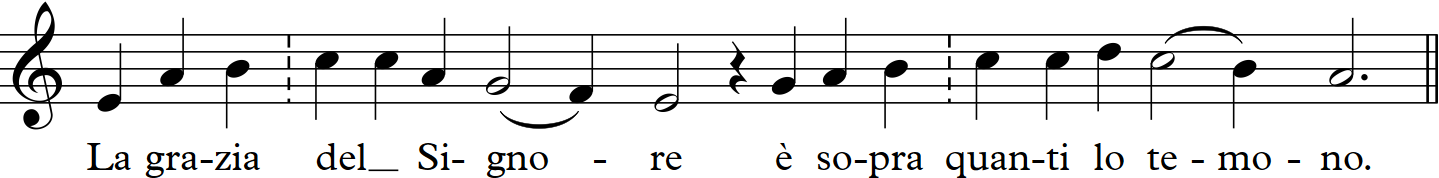 La gra-zia del_ Si- gno - re è so-pra quan-ti lo te - mo - no.